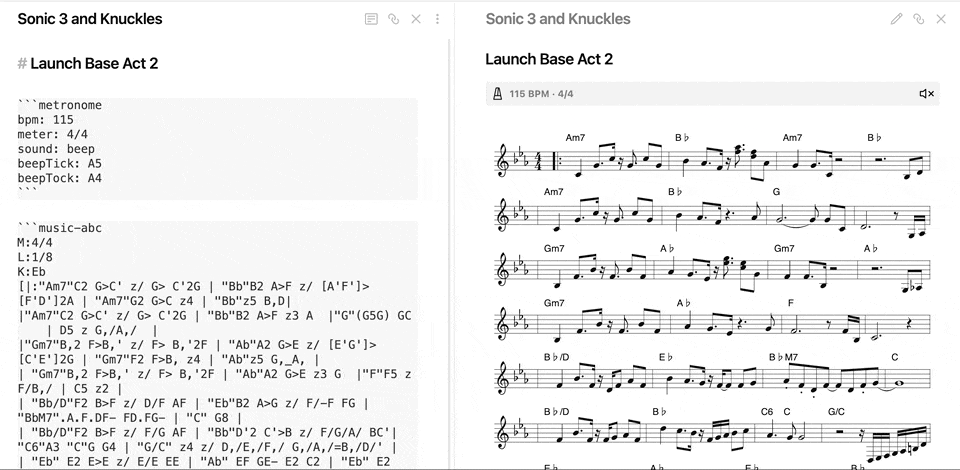 Sonic 3 and Knuckles
# Launch Base Act 2
```metronome
bpm: 115
meter: 4/4
sound: beep
beepTick: A5
beepTock: A4
```
```music-abc
M:4/4
L:1/8
K:Eb
[|:"Am7"C2 G>C' z/ G> C'2G | "Bb"B2 A>F z/ [A'F']>
[F'D']2A | "Am7"G2 G>C z4 | "Bb"z5 B,D|
|"Am7"C2 G>C' z/ G> C'2G | "Bb"B2 A>F z3 A  |"G"(G5G) GC
| D5 z G,/A,/  |
|"Gm7"B,2 F>B,' z/ F> B,'2F | "Ab"A2 G>E z/ [E'G']>
[C'E']2G | "Gm7"F2 F>B, z4 | "Ab"z5 G,_A, |
| "Gm7"B,2 F>B,' z/ F> B,'2F | "Ab"A2 G>E z3 G  |"F"F5 z
F/B,/ | C5 z2 |
| "Bb/D"F2 B>F z/ D/F AF | "Eb"B2 A>G z/ F/-F FG |
"BbM7".A.F.DF- FD.FG- | "C" G8 |
| "Bb/D"F2 B>F z/ F/G AF | "Bb"D'2 C'>B z/ F/G/A/ BC'|
"C6"A3 "C"G G4 | "G/C" z4 z/ D,/E,/F,/ G,/A,/=B,/D/' |
| "Eb" E2 E>E z/ E/E EE | "Ab" EF GE- E2 C2 | "Eb" E2
Sonic 3 and Knuckles
Launch Base Act 2
115 BPM · 4/4
Am7 B♭ Am7 B♭
4
4
Am7 B♭ G
Gm7 A♭ Gm7 A♭
Gm7 A♭ F
B♭/D E♭ B♭M7 C
B♭/D B♭ C6 C G/C
E♭ A♭ E♭ B♭